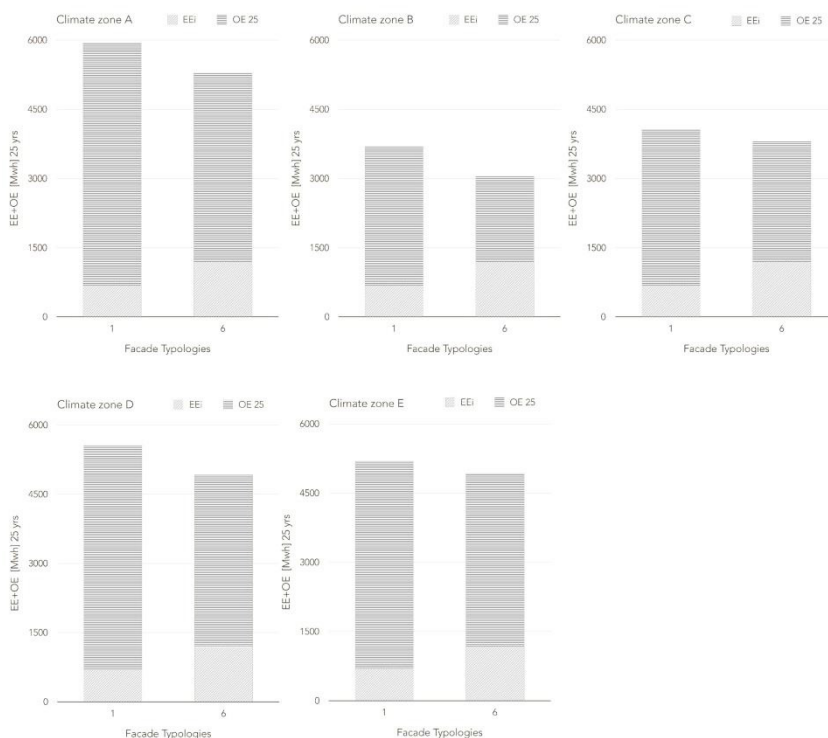 Climate zone A EEi OE 25
6000
4500
3000
1500
0
EE+OE [Mwh] 25 yrs
1 6
Facade Typologies
Climate zone B EEi OE 25
6000
4500
3000
1500
0
EE+OE [Mwh] 25 yrs
1 6
Facade Typologies
Climate zone C EEi OE 25
6000
4500
3000
1500
0
EE+OE [Mwh] 25 yrs
1 6
Facade Typologies
Climate zone D EEi OE 25
6000
4500
3000
1500
0
EE+OE [Mwh] 25 yrs
1 6
Facade Typologies
Climate zone E EEi OE 25
6000
4500
3000
1500
0
EE+OE [Mwh] 25 yrs
1 6
Facade Typologies